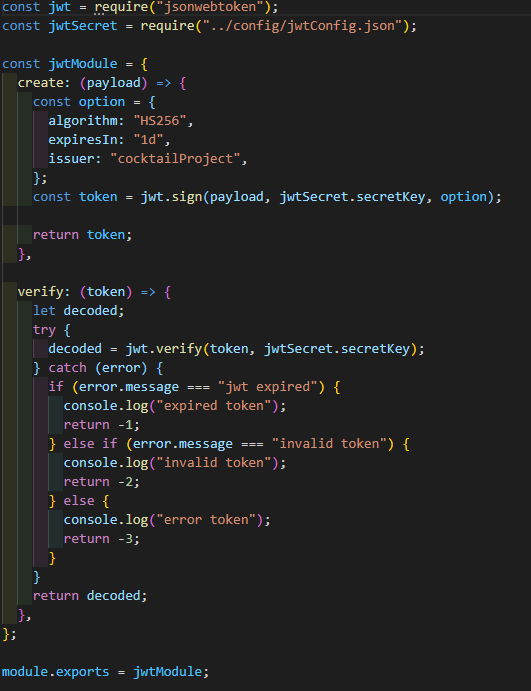 const jwt = require("jsonwebtoken");
const jwtSecret = require("../config/jwtConfig.json");
const jwtModule = {
create: (payload) => {
const option = {
algorithm: "HS256",
expiresIn: "1d",
issuer: "cocktailProject",
};
const token = jwt.sign(payload, jwtSecret.secretKey, option);
return token;
},
verify: (token) => {
let decoded;
try {
decoded = jwt.verify(token, jwtSecret.secretKey);
} catch (error) {
if (error.message === "jwt expired") {
console.log("expired token");
return -1;
} else if (error.message === "invalid token") {
console.log("invalid token");
return -2;
} else {
console.log("error token");
return -3;
}
}
return decoded;
},
};
module.exports = jwtModule;